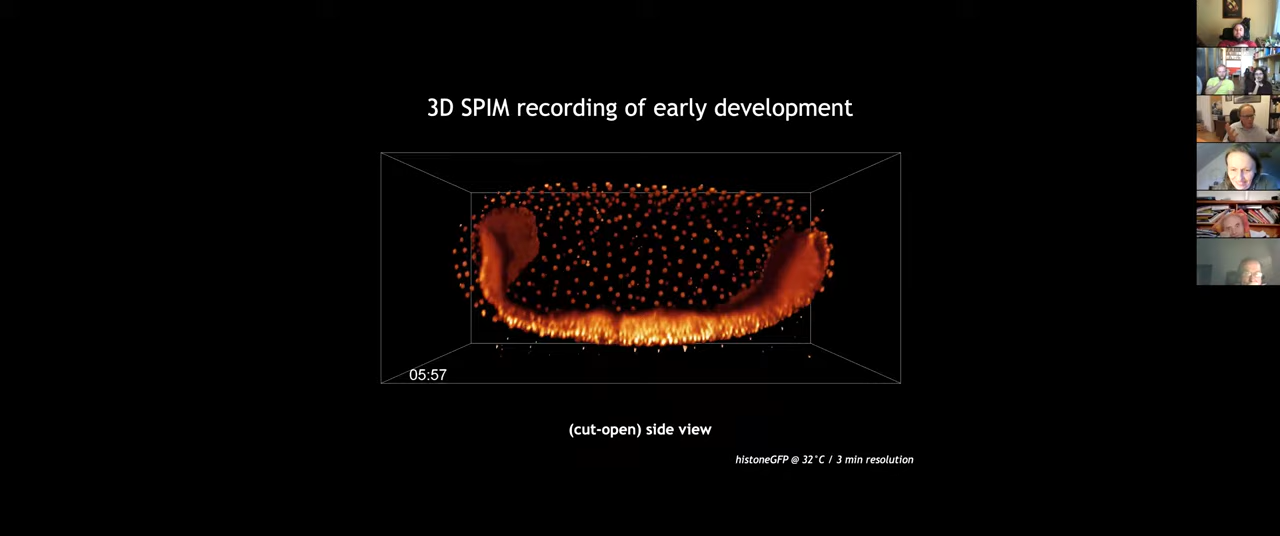 3D SPIM recording of early development
05:57
(cut-open) side view
histoneGFP @ 32°C / 3 min resolution